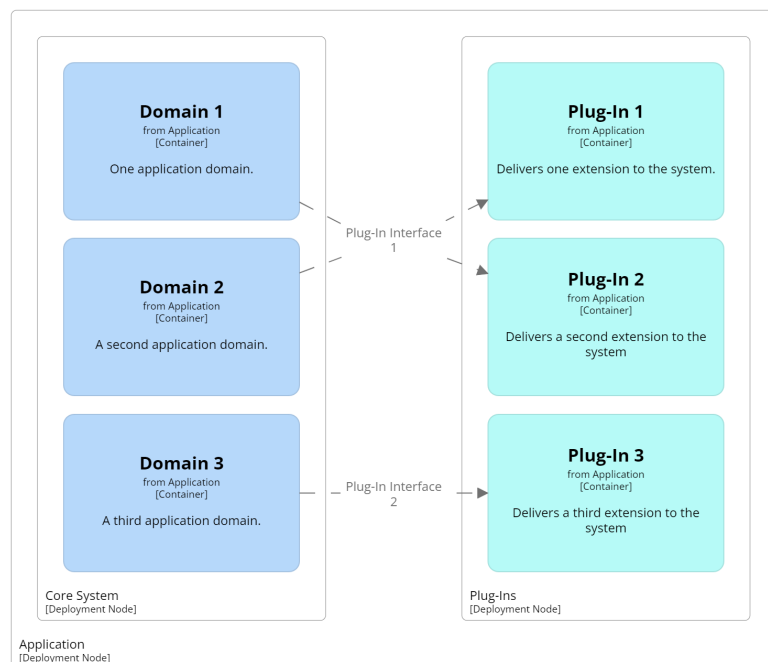 Domain 1
from Application
[Container]
One application domain.
Plug-In 1
from Application
[Container]
Delivers one extension to the system.
Plug-In Interface
1
Domain 2
from Application
[Container]
A second application domain.
Plug-In 2
from Application
[Container]
Delivers a second extension to the
system
Domain 3
from Application
[Container]
A third application domain.
Plug-In Interface
2
Plug-In 3
from Application
[Container]
Delivers a third extension to the
system
Core System
[Deployment Node]
Plug-Ins
[Deployment Node]
Application
[Deployment Node]